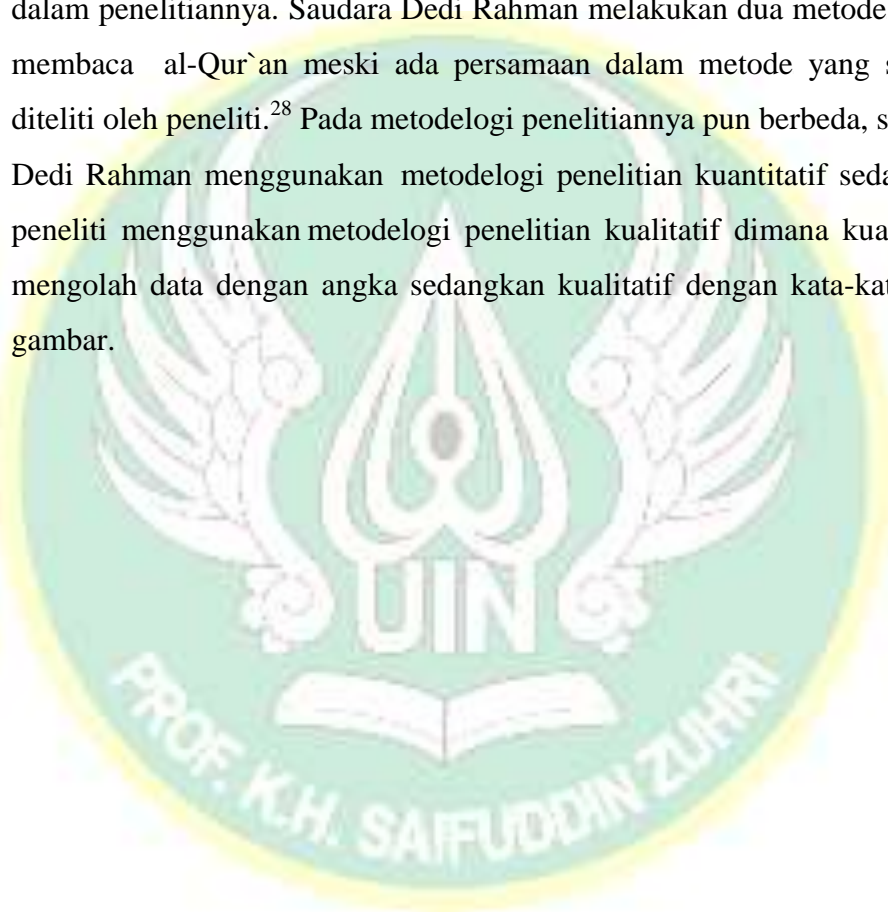 dalam penelitiannya. Saudara Dedi Rahman melakukan dua metode
membaca al-Qur`an meski ada persamaan dalam metode yang
diteliti oleh peneliti.28 Pada metodelogi penelitiannya pun berbeda,
Dedi Rahman menggunakan metodelogi penelitian kuantitatif
peneliti menggunakan metodelogi penelitian kualitatif dimana
mengolah data dengan angka sedangkan kualitatif dengan
gambar.
UIN
PROF. K.H. SAIFUDDIN ZUHRI